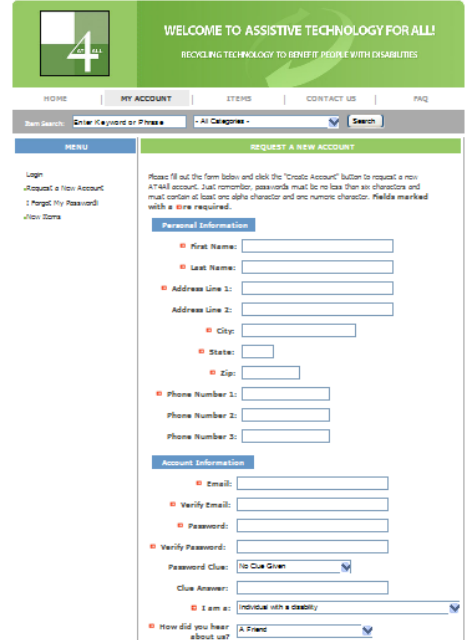 4
AT4ALL
WELCOME TO ASSISTIVE TECHNOLOGY FOR ALL!
RECYCLING TECHNOLOGY TO BENEFIT PEOPLE WITH DISABILITIES
HOME | MY ACCOUNT | ITEMS | CONTACT US | FAQ
Item Search: Enter Keyword or Phrase - All Categories - Search
MENU
Login
Request a New Account
I Forgot My Password!
New Items
REQUEST A NEW ACCOUNT
Please fill out the form below and click the "Create Account" button to request a new
AT4All account. Just remember, passwords must be no less than six characters and
must contain at least one alpha character and one numeric character. Fields marked
with a are required.
Personal Information
First Name:
Last Name:
Address Line 1:
Address Line 2:
City:
State:
Zip:
Phone Number 1:
Phone Number 2:
Phone Number 3:
Account Information
Email:
Verify Email:
Password:
Verify Password:
Password Clue: No Clue Given
Clue Answer:
I am a: Individual with a disability
How did you hear
about us? A Friend